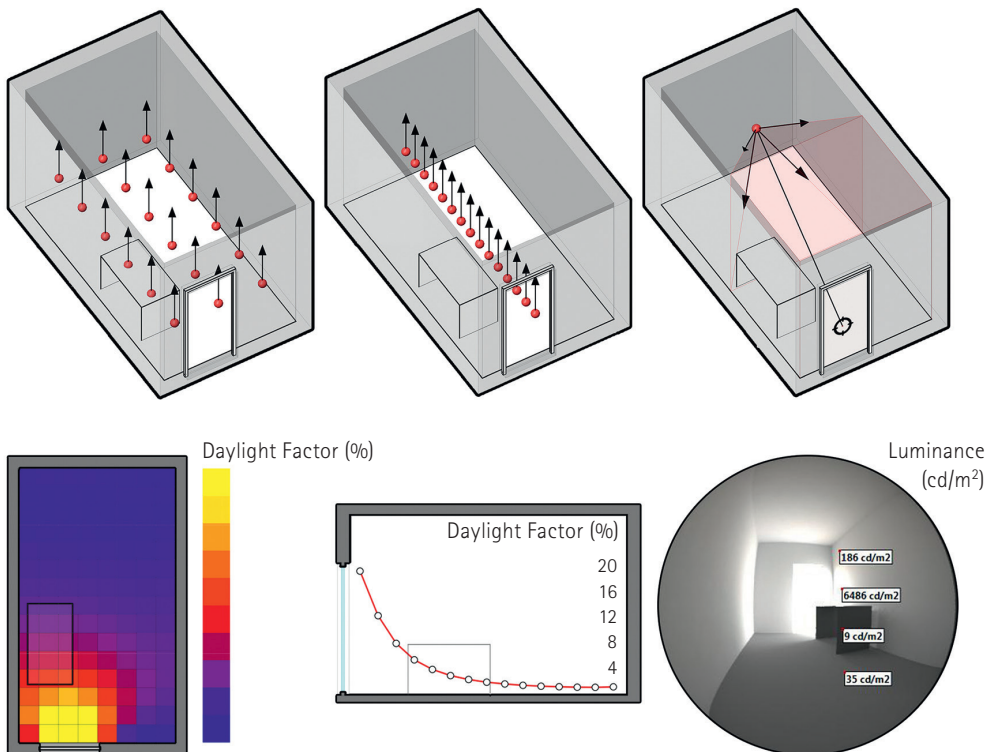 Daylight Factor (%)
Daylight Factor (%)
20
16
12
8
4
Luminance
(cd/m²)
186 cd/m2
6486 cd/m2
9 cd/m2
35 cd/m2